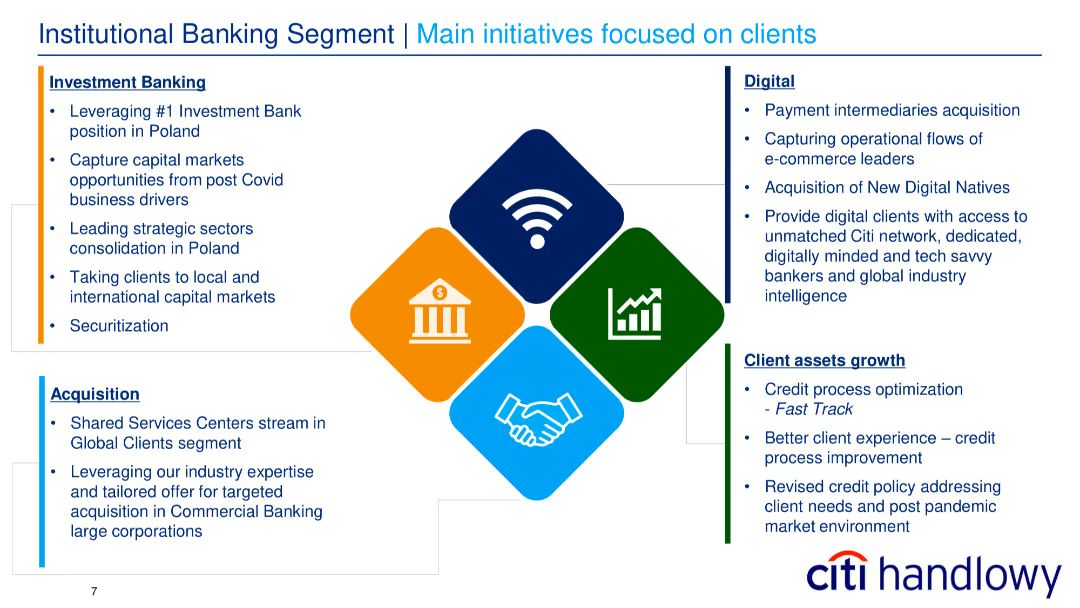 Institutional Banking Segment | Main initiatives focused on clients
Investment Banking
• Leveraging #1 Investment Bank
position in Poland
• Capture capital markets
opportunities from post Covid
business drivers
• Leading strategic sectors
consolidation in Poland
• Taking clients to local and
international capital markets
• Securitization
Acquisition
• Shared Services Centers stream in
Global Clients segment
• Leveraging our industry expertise
and tailored offer for targeted
acquisition in Commercial Banking
large corporations
$
Digital
• Payment intermediaries acquisition
• Capturing operational flows of
e-commerce leaders
• Acquisition of New Digital Natives
• Provide digital clients with access to
unmatched Citi network, dedicated,
digitally minded and tech savvy
bankers and global industry
intelligence
Client assets growth
• Credit process optimization
- Fast Track
• Better client experience – credit
process improvement
• Revised credit policy addressing
client needs and post pandemic
market environment
7
citi handlowy